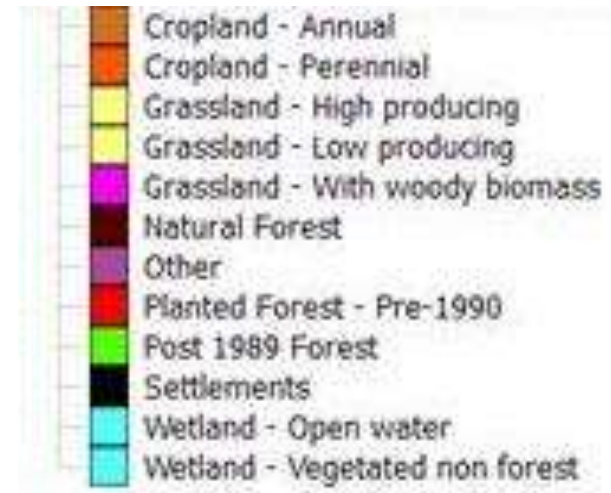 Cropland - Annual
Cropland - Perennial
Grassland - High producing
Grassland - Low producing
Grassland - With woody biomass
Natural Forest
Other
Planted Forest - Pre-1990
Post 1989 Forest
Settlements
Wetland - Open water
Wetland - Vegetated non forest